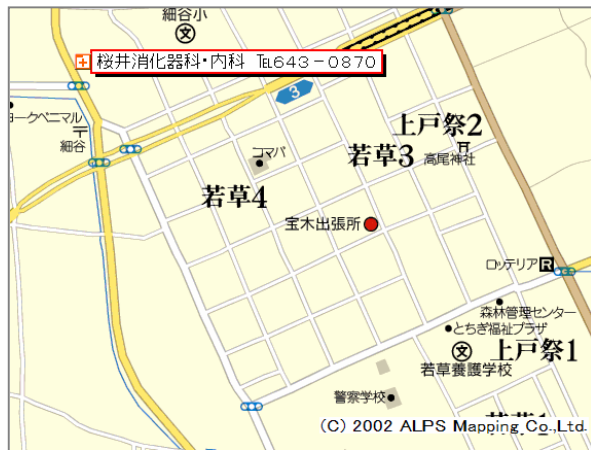 細谷小
文
桜井消化器科・内科 ℡643-0870
3
ークベニマル
〒
細谷
上戸祭2
コマバ
若草3
高尾神社
若草4
宝木出張所
ロッテリア R
森林管理センター
とちぎ福祉プラザ
文
上戸祭1
若草養護学校
警察学校
(C) 2002 ALPS Mapping Co.,Ltd.